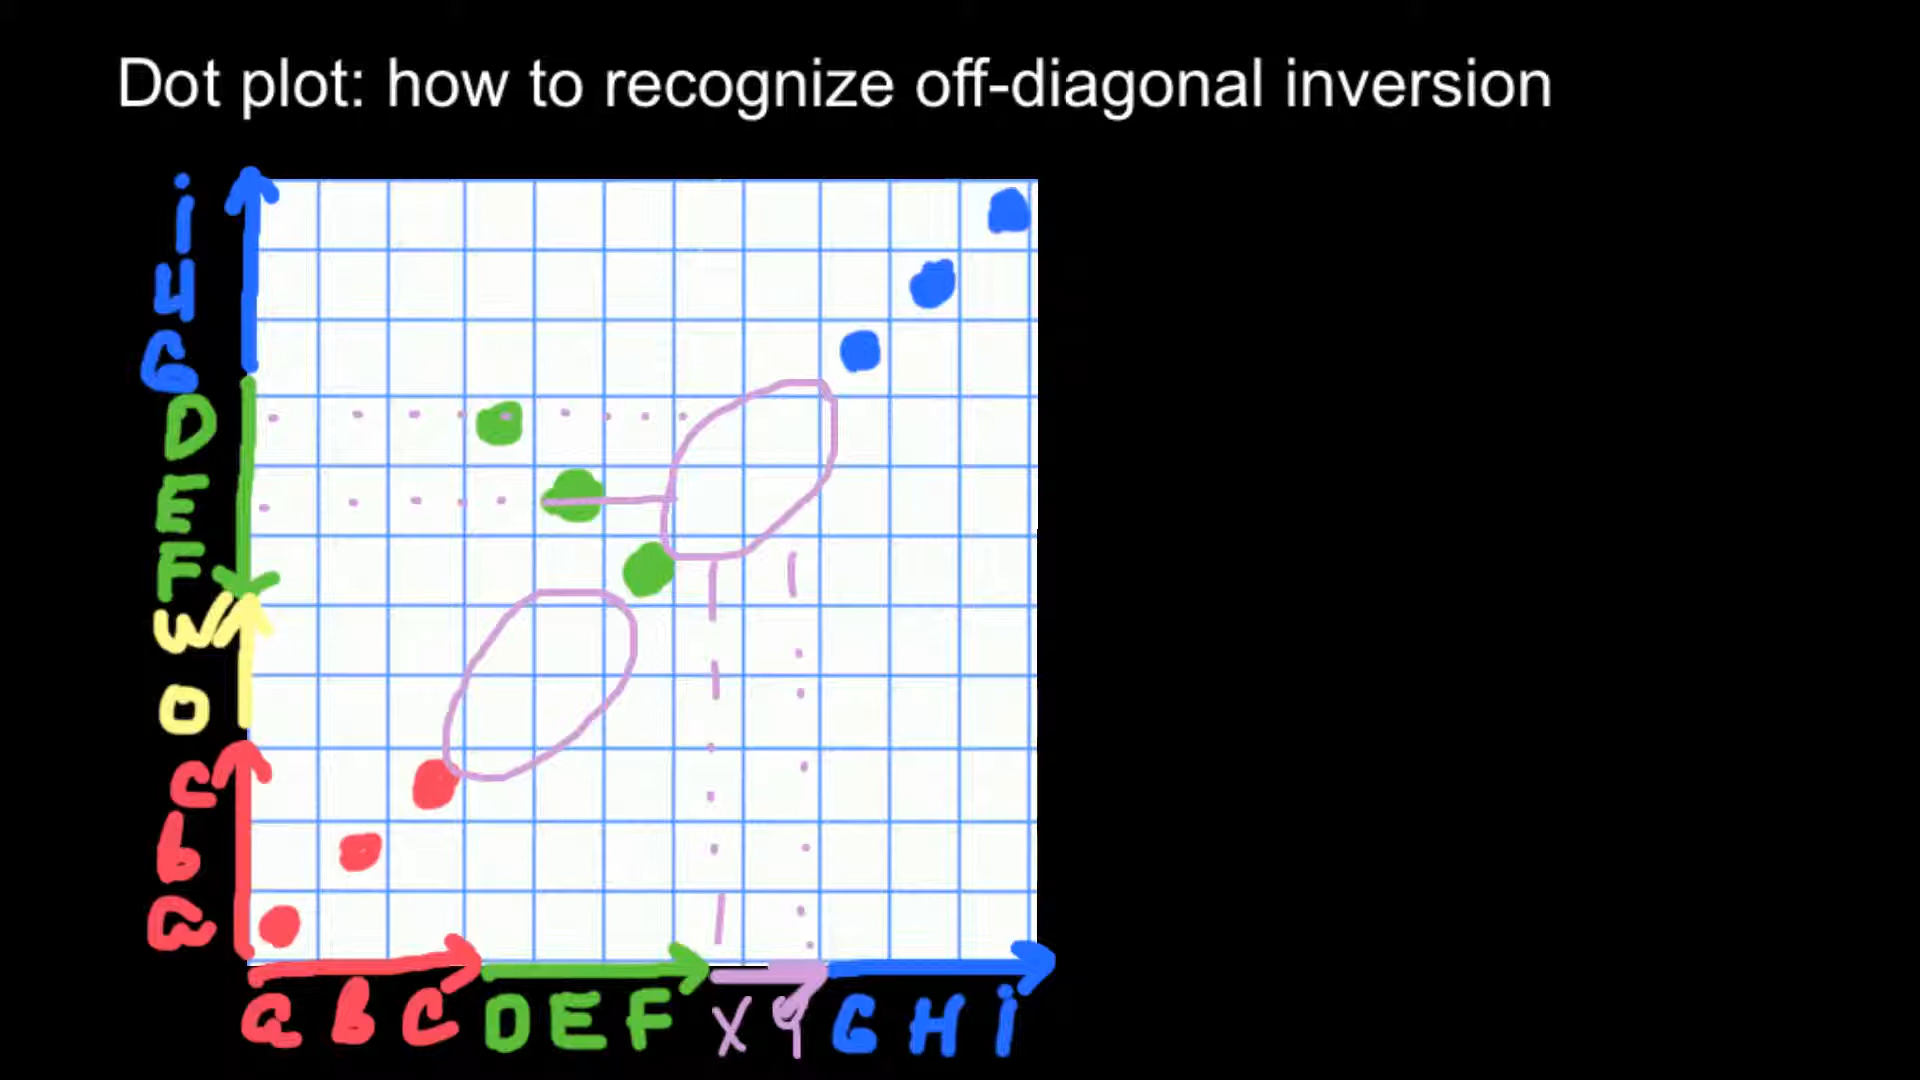 Dot plot: how to recognize off-diagonal inversion
i
H
G
D
E
F
W
O
c
b
a
a b c D E F X Y G H i